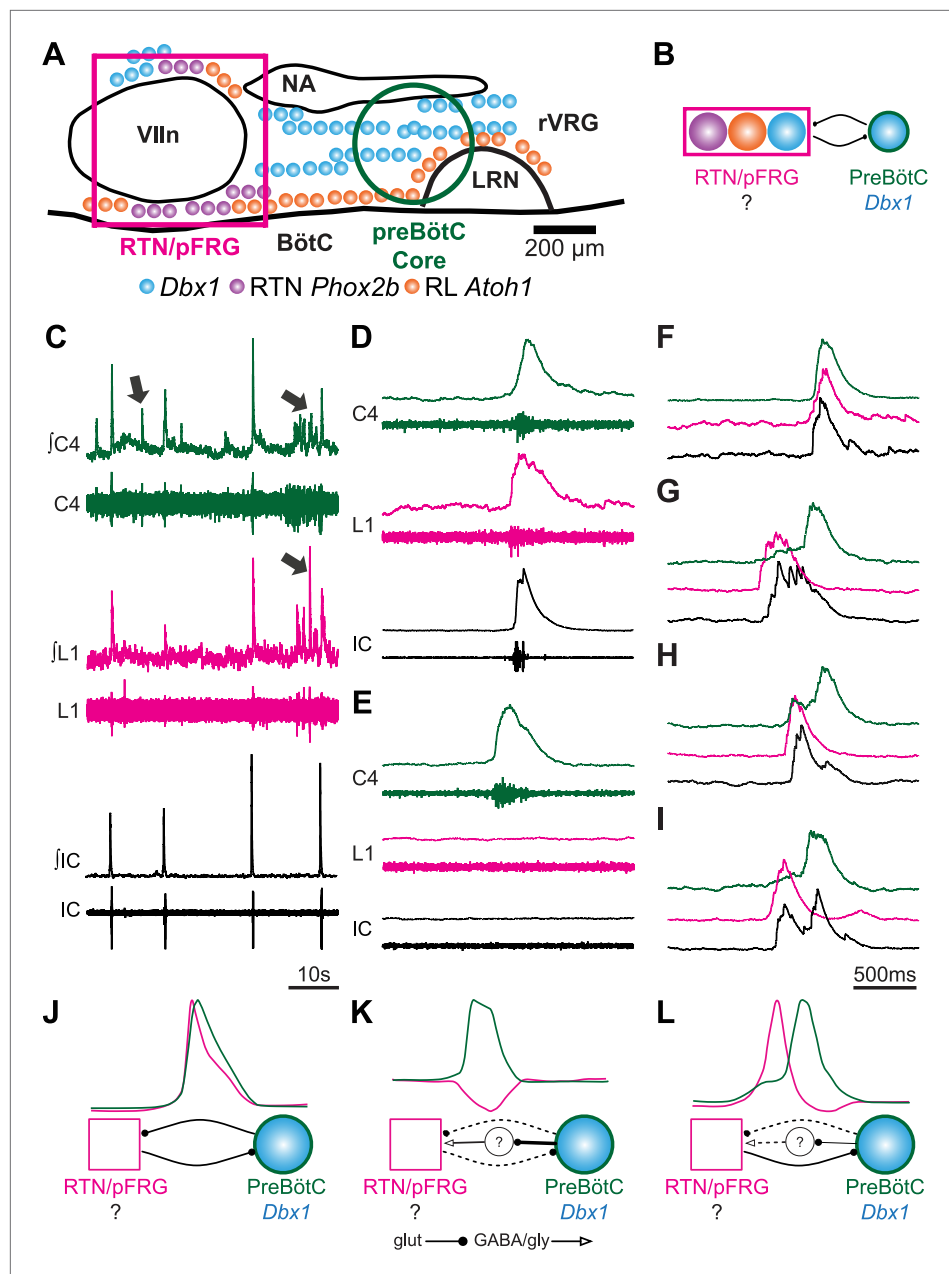 A
NA
VIIn
rVRG
LRN
RTN/pFRG
BötC
preBötC
Core
200 µm
Dbx1 RTN Phox2b RL Atoh1
B
RTN/pFRG
?
PreBötC
Dbx1
C
∫C4
C4
∫L1
L1
∫IC
IC
10s
D
C4
L1
IC
E
C4
L1
IC
F
G
H
I
500ms
J
RTN/pFRG
?
PreBötC
Dbx1
K
?
RTN/pFRG
?
PreBötC
Dbx1
glut GABA/gly
L
?
RTN/pFRG
?
PreBötC
Dbx1